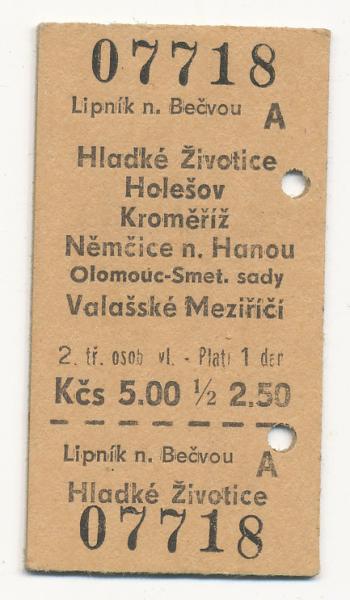 07718
Lipník n. Bečvou A
Hladké Životice
Holešov
Kroměříž
Němčice n. Hanou
Olomouc-Smet. sady
Valašské Meziříčí
2. tř. osob vl. - Platí 1 der
Kčs 5.00 ½ 2.50
Lipník n. Bečvou A
Hladké Životice
07718